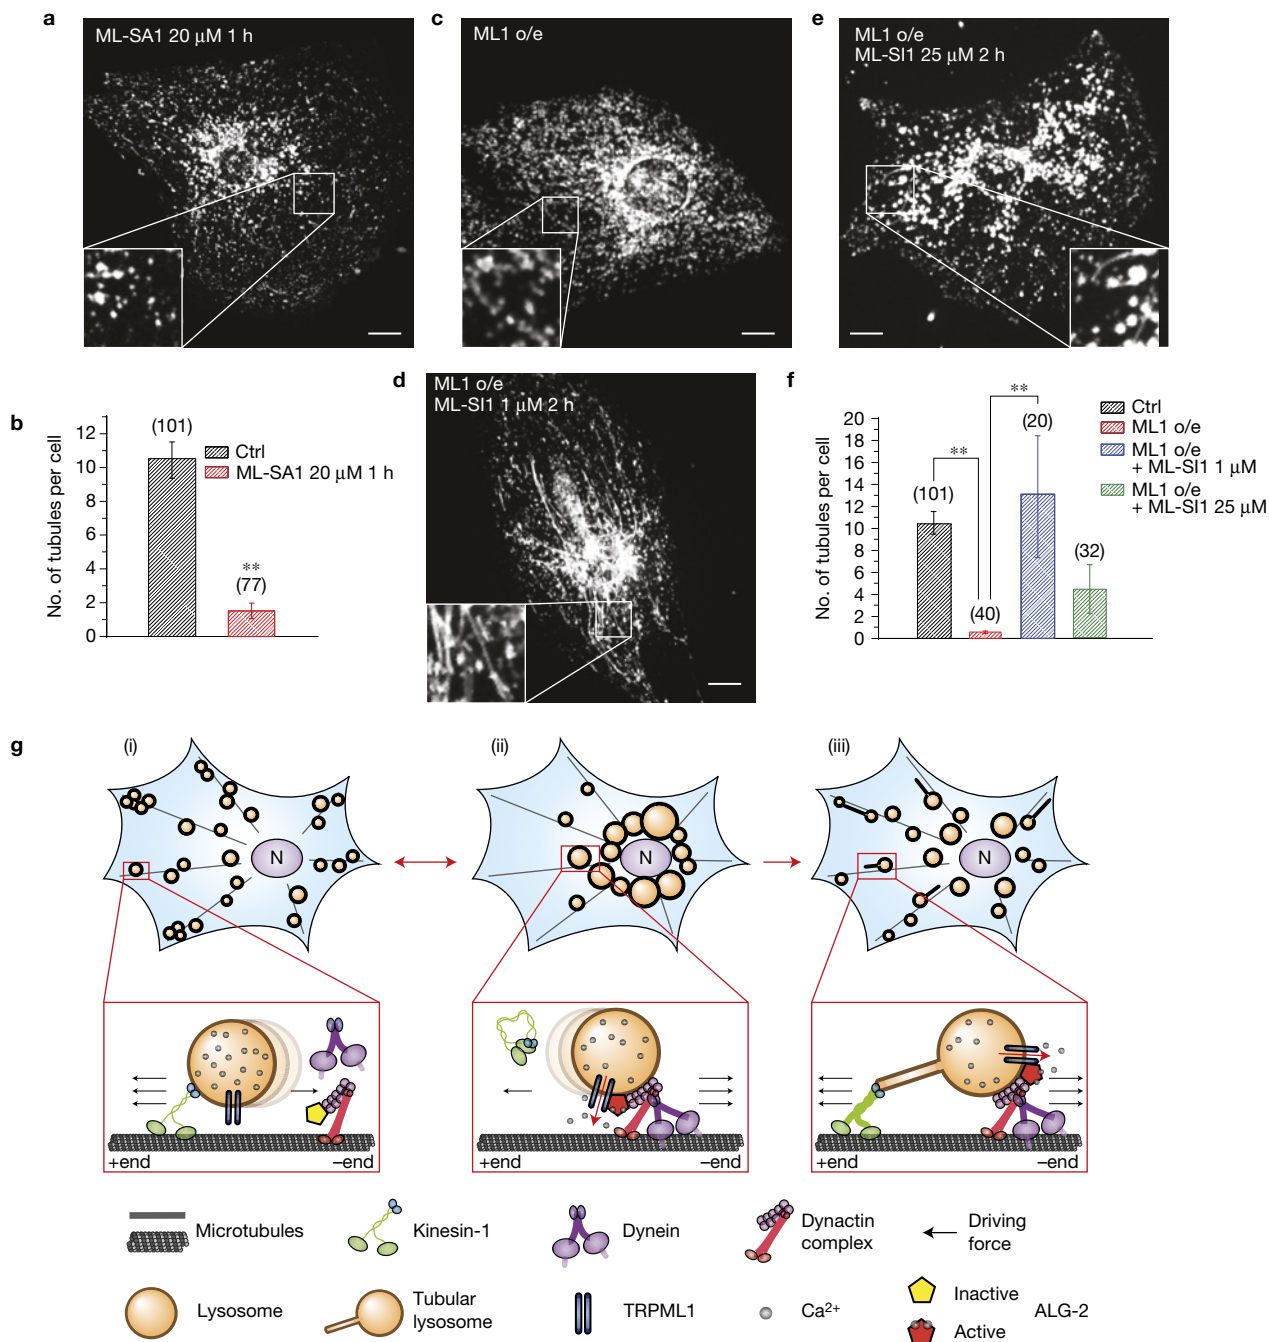 a
ML-SA1 20 μM 1 h
c
ML1 o/e
e
ML1 o/e
ML-SI1 25 μM 2 h
b
No. of tubules per cell
12
10
8
6
4
2
0
(101)
**
(77)
Ctrl
ML-SA1 20 μM 1 h
d
ML1 o/e
ML-SI1 1 μM 2 h
f
No. of tubules per cell
20
18
16
14
12
10
8
6
4
2
0
(101)
**
(40)
**
(20)
(32)
Ctrl
ML1 o/e
ML1 o/e
+ ML-SI1 1 μM
ML1 o/e
+ ML-SI1 25 μM
g
(i)
N
(ii)
N
(iii)
N
+end
−end
+end
−end
+end
−end
Microtubules
Kinesin-1
Dynein
Dynactin
complex
Driving
force
Lysosome
Tubular
lysosome
TRPML1
Ca²⁺
Inactive
Active
ALG-2